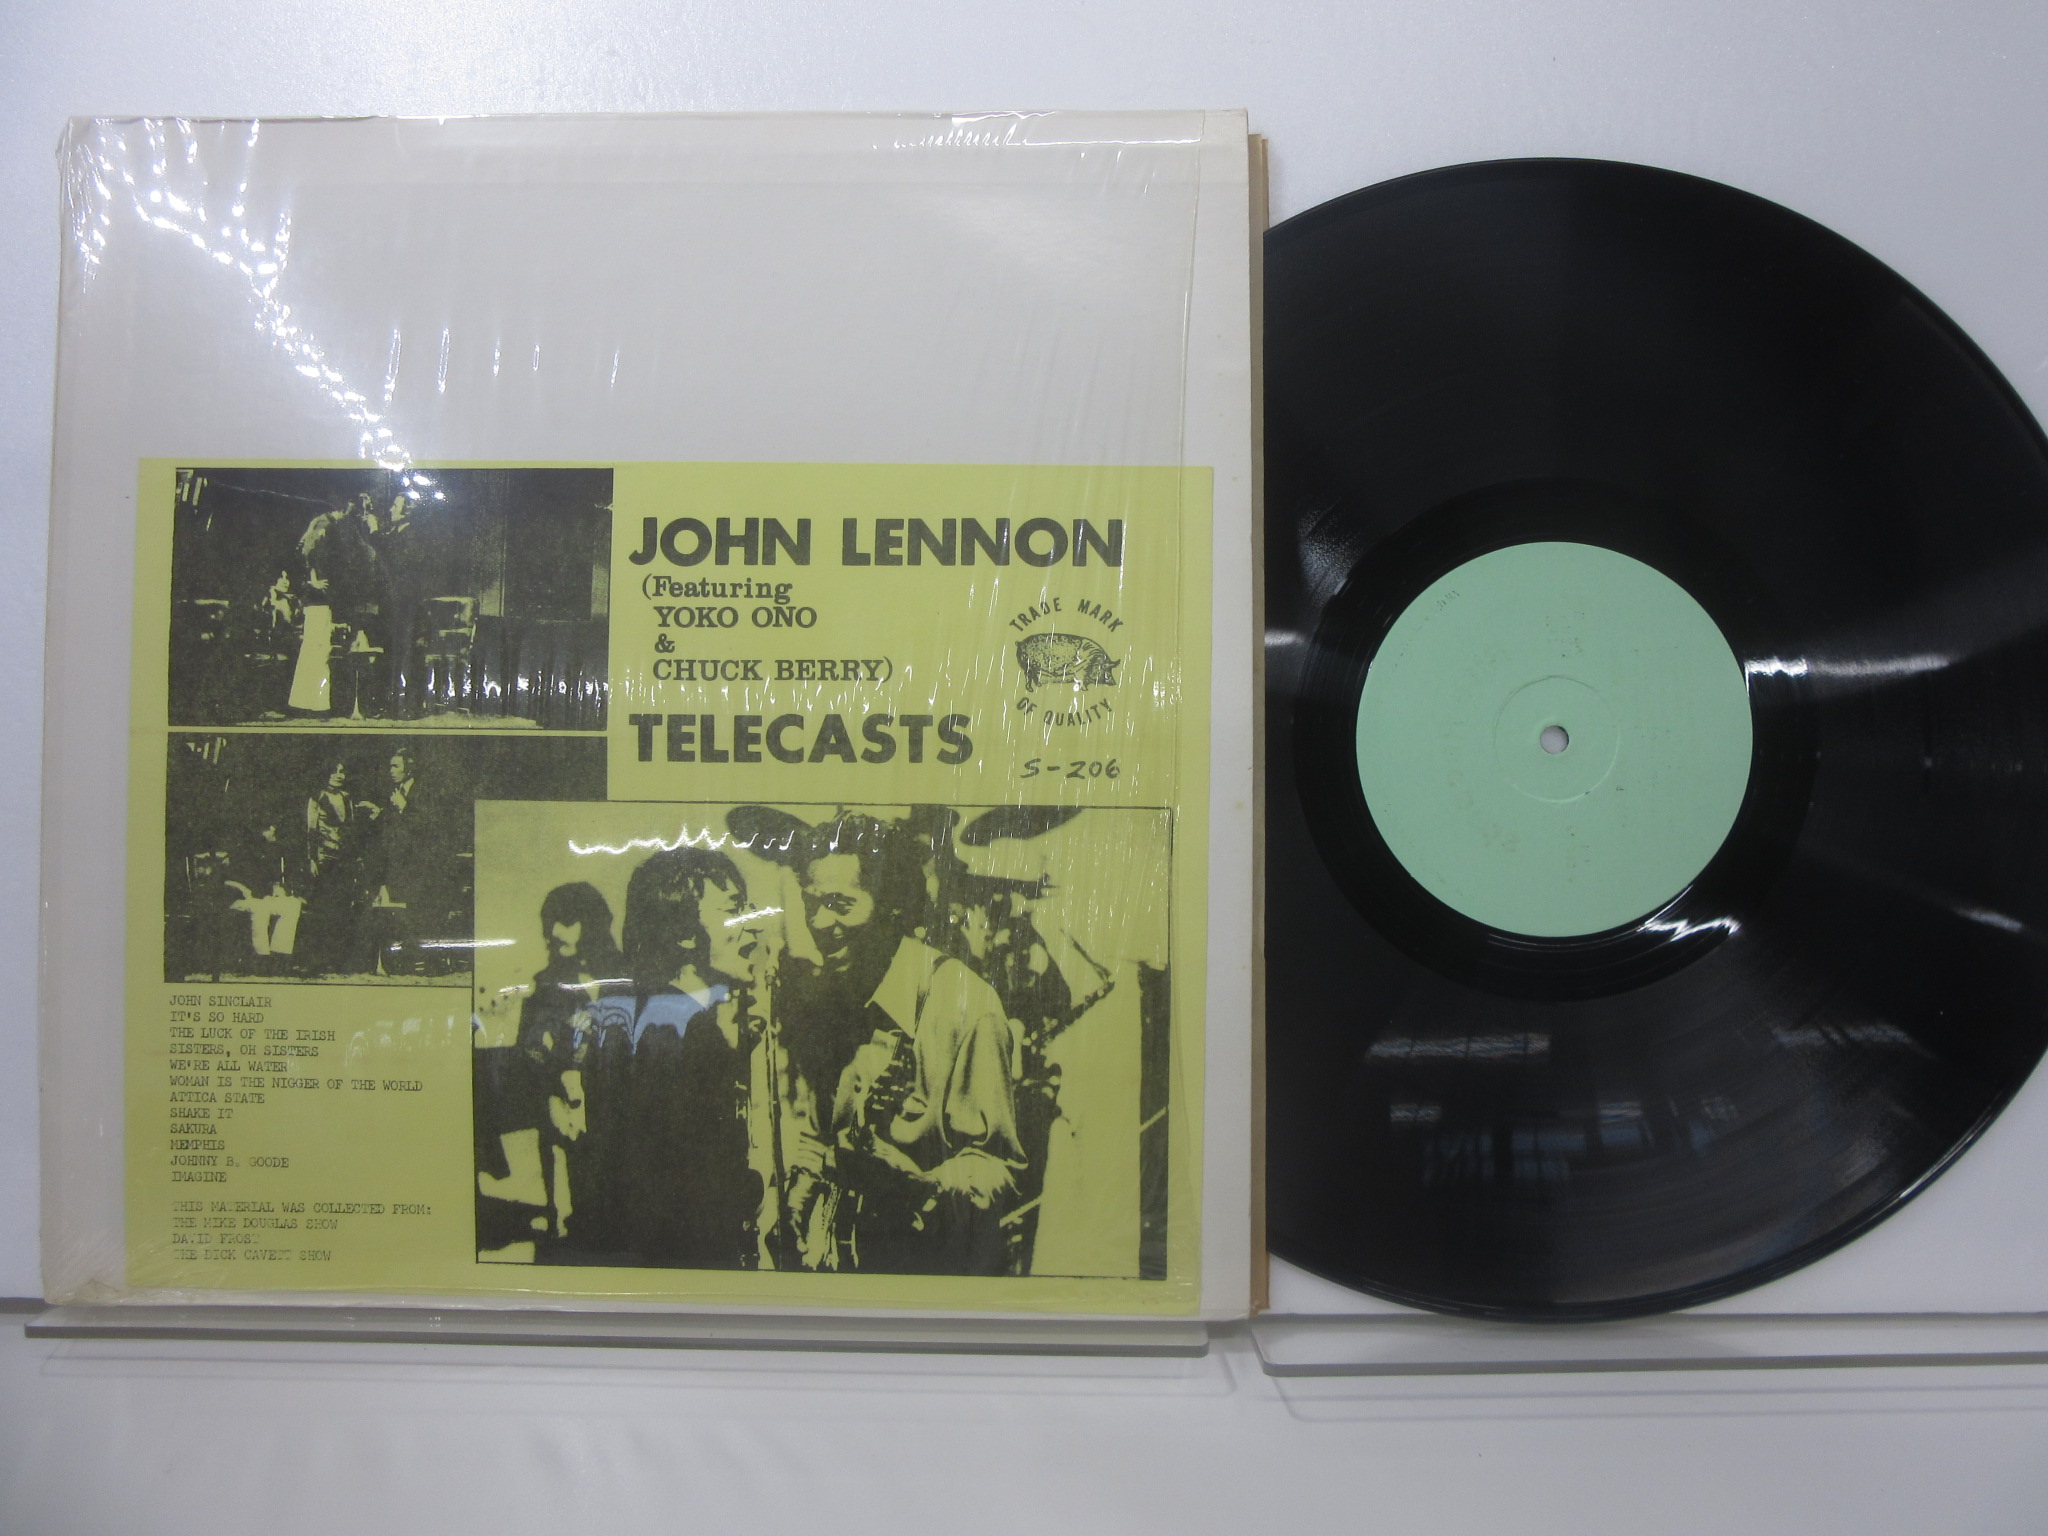 JOHN LENNON
(Featuring
YOKO ONO
&
CHUCK BERRY)
TELECASTS
TRADE MARK
OF QUALITY
S-206
JOHN SINCLAIR
IT'S SO HARD
THE LUCK OF THE IRISH
SISTERS, OH SISTERS
WE'RE ALL WATER
WOMAN IS THE NIGGER OF THE WORLD
ATTICA STATE
SHAKE IT
SAKURA
MEMPHIS
JOHNNY B. GOODE
IMAGINE
THIS MATERIAL WAS COLLECTED FROM:
THE MIKE DOUGLAS SHOW
DAVID FROST
THE DICK CAVETT SHOW